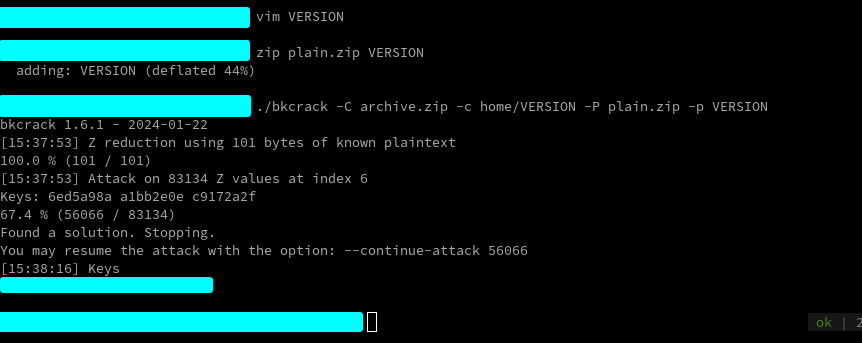 vim VERSION
zip plain.zip VERSION
adding: VERSION (deflated 44%)
./bkcrack -C archive.zip -c home/VERSION -P plain.zip -p VERSION
bkcrack 1.6.1 - 2024-01-22
[15:37:53] Z reduction using 101 bytes of known plaintext
100.0 % (101 / 101)
[15:37:53] Attack on 83134 Z values at index 6
Keys: 6ed5a98a a1bb2e0e c9172a2f
67.4 % (56066 / 83134)
Found a solution. Stopping.
You may resume the attack with the option: --continue-attack 56066
[15:38:16] Keys
ok | 2